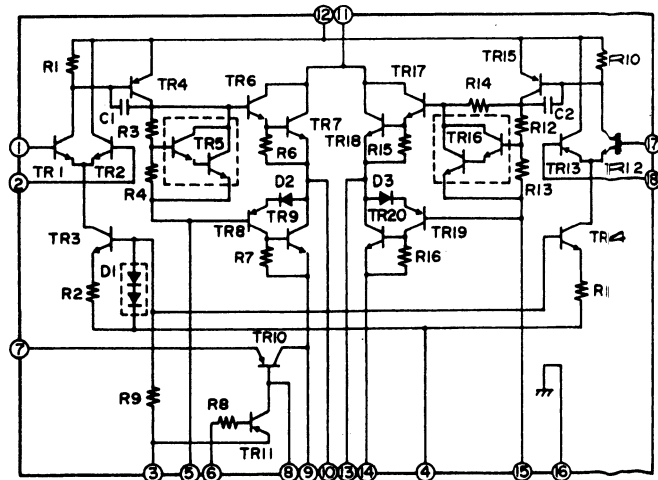 12 11
R1 TR4 TR6 TR17 TR15 R10
C1 R14 C2
R3 TR5 TR7 TR18 TR16 R12
1 R6 R15 17
TR1 TR2 TR13 TR12
2 R4 D2 D3 R13 18
TR8 TR9 TR20 TR19
TR3 R7 R16 TR14
D1
R2 R11
7 TR10
R9 R8
TR11
3 5 6 8 9 10 13 14 4 15 16